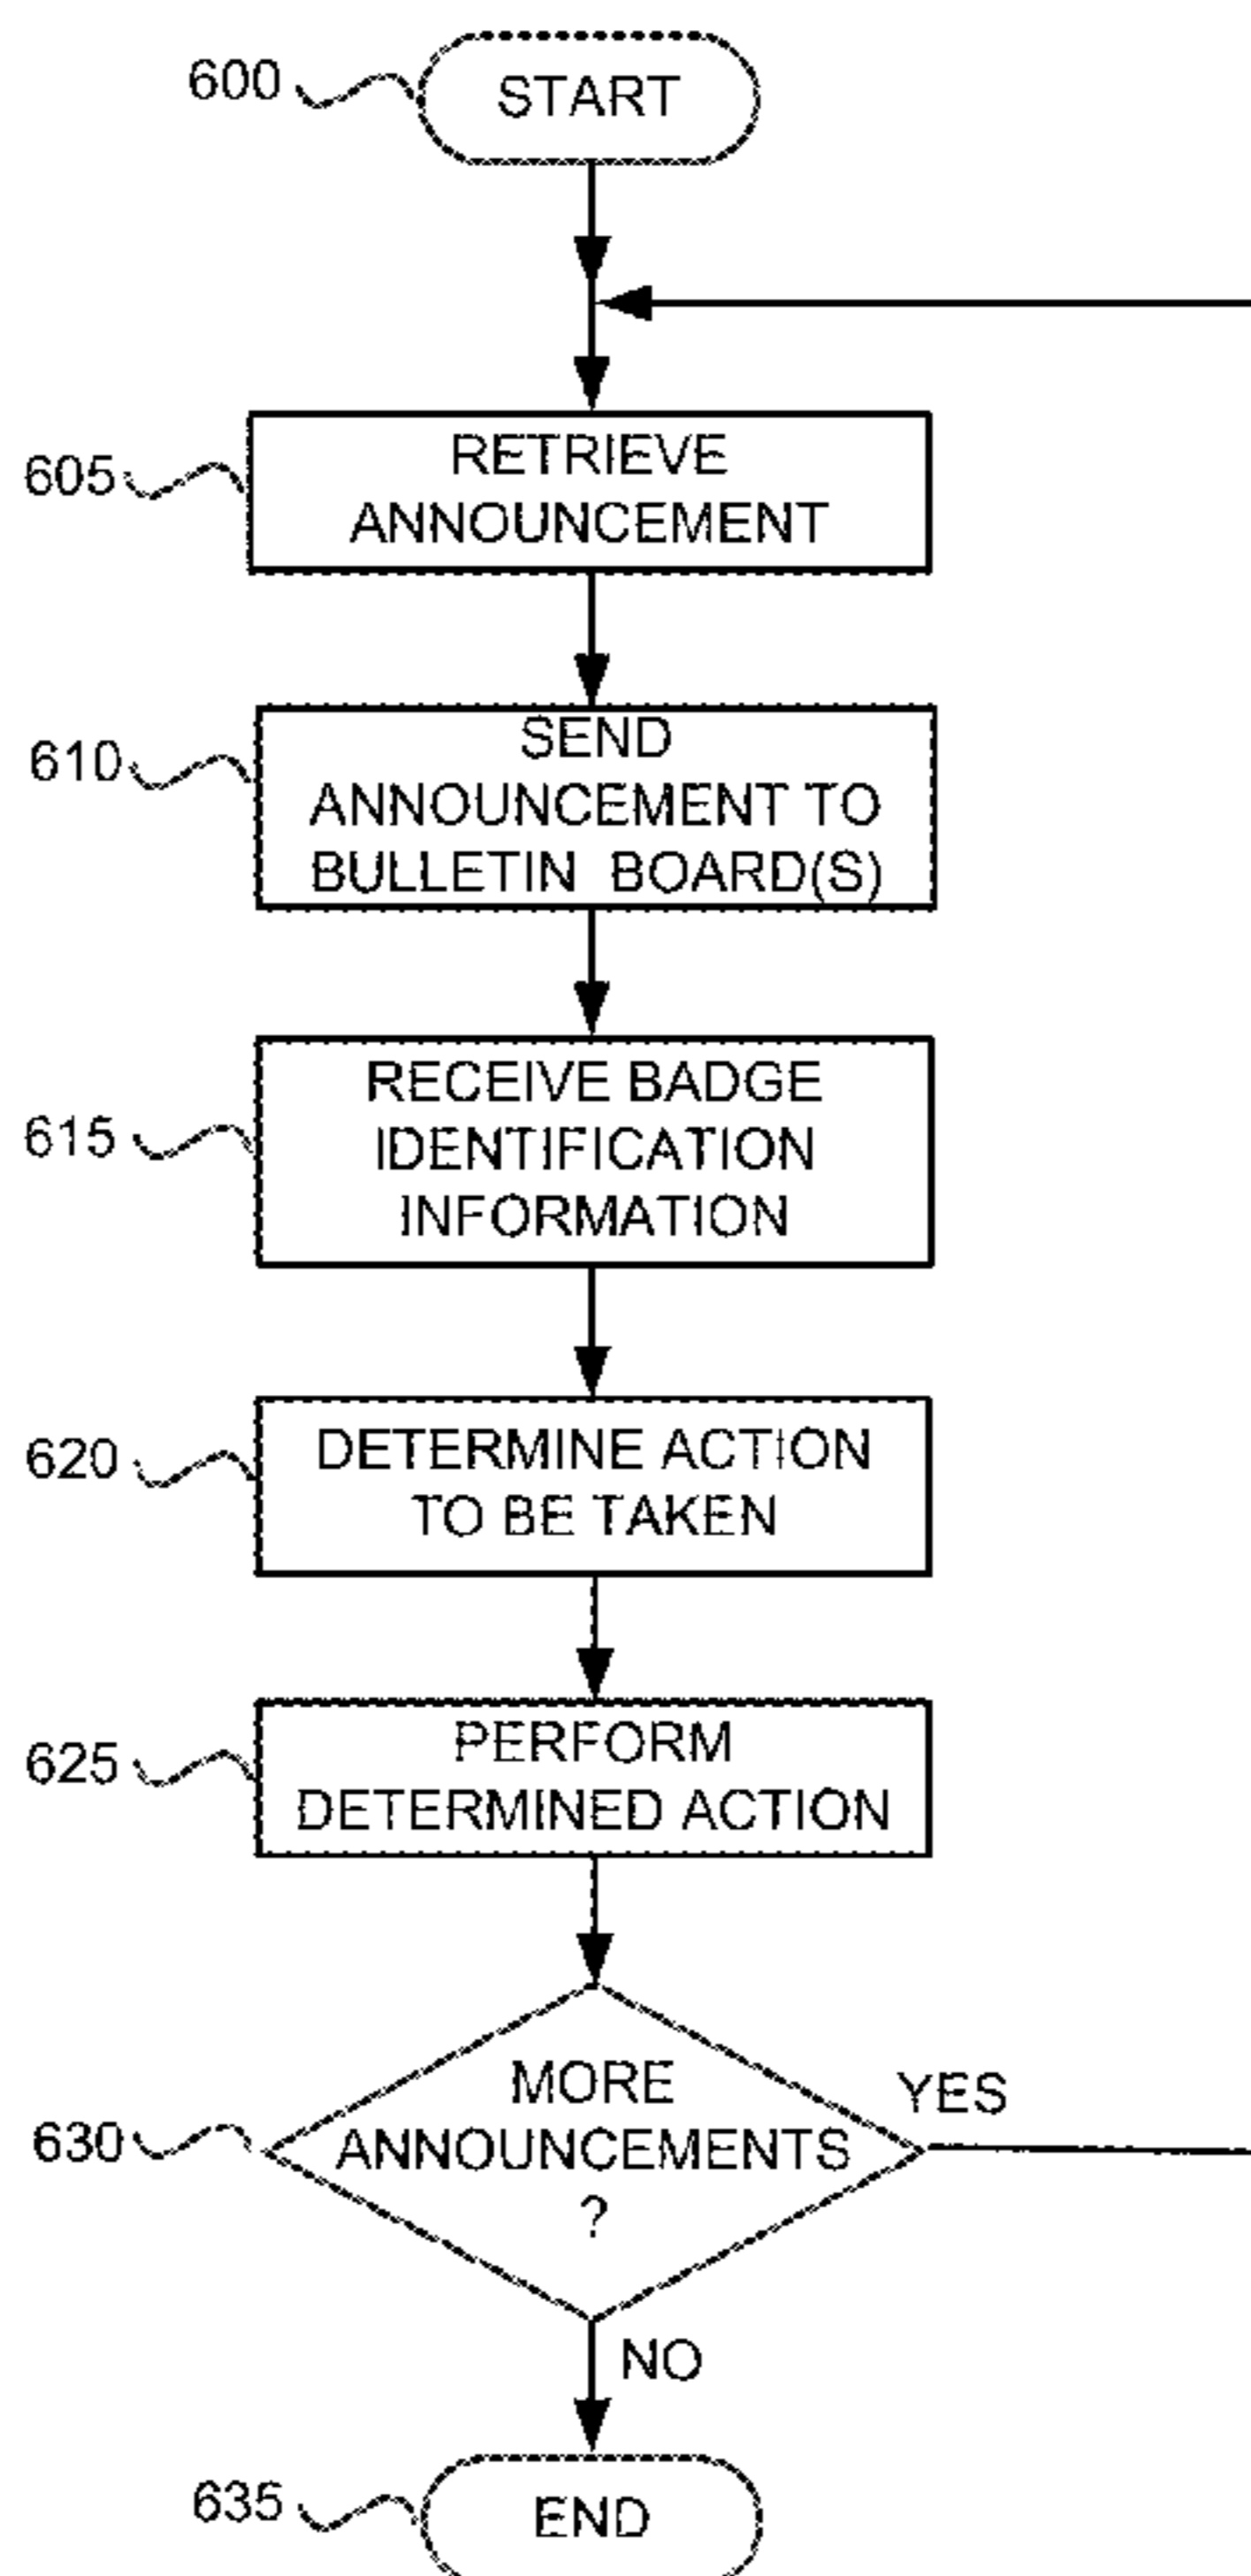 600
START
605
RETRIEVE
ANNOUNCEMENT
610
SEND
ANNOUNCEMENT TO
BULLETIN BOARD(S)
615
RECEIVE BADGE
IDENTIFICATION
INFORMATION
620
DETERMINE ACTION
TO BE TAKEN
625
PERFORM
DETERMINED ACTION
630
MORE
ANNOUNCEMENTS
?
YES
NO
635
END